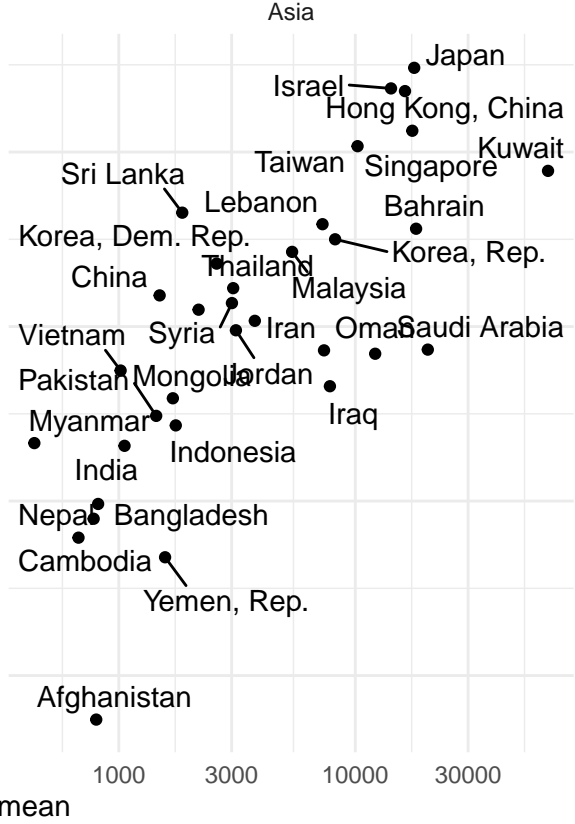 Asia
Japan
Israel
Hong Kong, China
Kuwait
Taiwan
Singapore
Sri Lanka
Lebanon
Bahrain
Korea, Dem. Rep.
Korea, Rep.
Thailand
China
Malaysia
Vietnam
Syria
Iran
Oman
Saudi Arabia
Pakistan
Mongolia
Jordan
Myanmar
Iraq
India
Indonesia
Nepal
Bangladesh
Cambodia
Yemen, Rep.
Afghanistan
1000 3000 10000 30000
mean